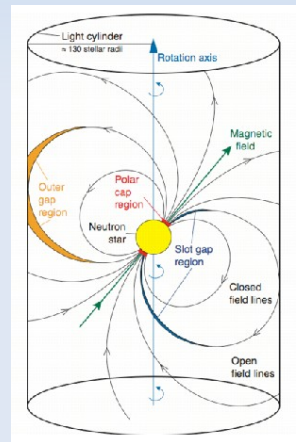 Light cylinder
≈ 130 stellar radii
Rotation axis
Magnetic
field
Polar
cap
region
Outer
gap
region
Neutron
star
Slot gap
region
Closed
field lines
Open
field lines